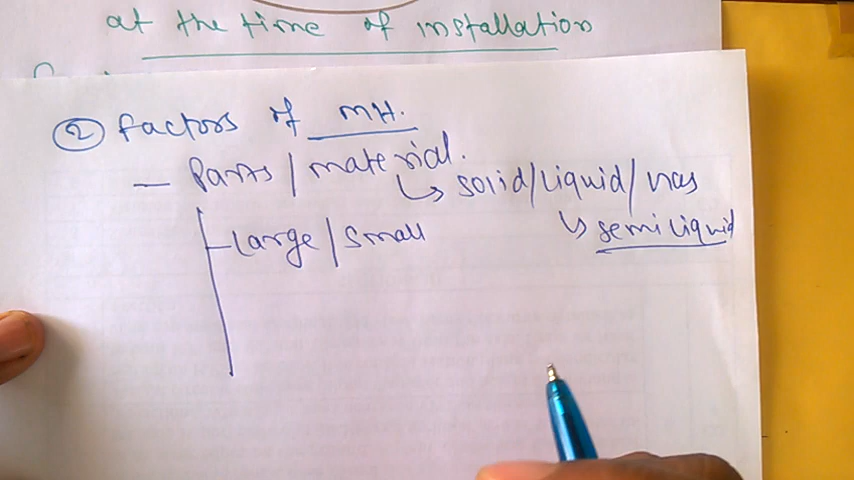 at the time of installation
② Factors of MH.
— Parts / material.
↳ solid/liquid/gas
↳ semi liquid
- Large / Small